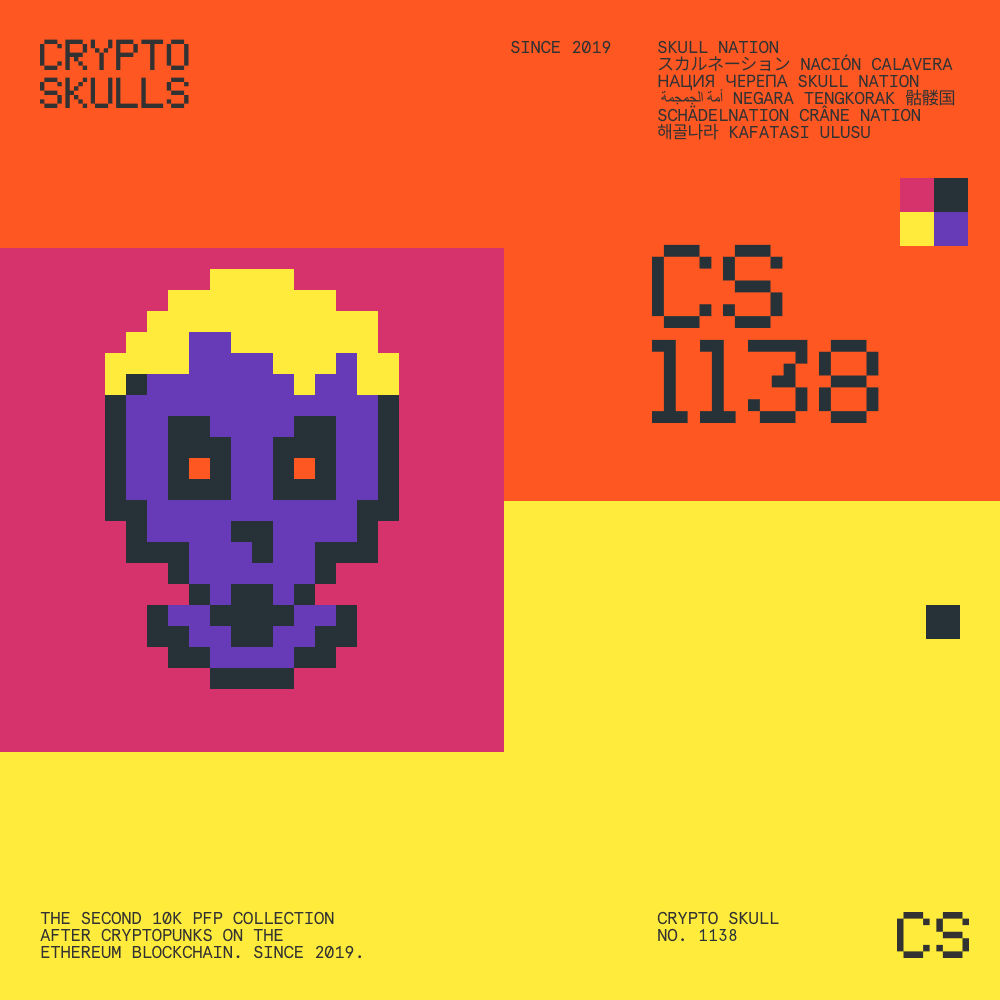 CRYPTO
SKULLS
SINCE 2019
SKULL NATION
スカルネーション NACIÓN CALAVERA
НАЦИЯ ЧЕРЕПА SKULL NATION
أمة الجمجمة NEGARA TENGKORAK 骷髅国
SCHÄDELNATION CRÂNE NATION
해골나라 KAFATASI ULUSU
CS
1138
THE SECOND 10K PFP COLLECTION
AFTER CRYPTOPUNKS ON THE
ETHEREUM BLOCKCHAIN. SINCE 2019.
CRYPTO SKULL
NO. 1138
CS